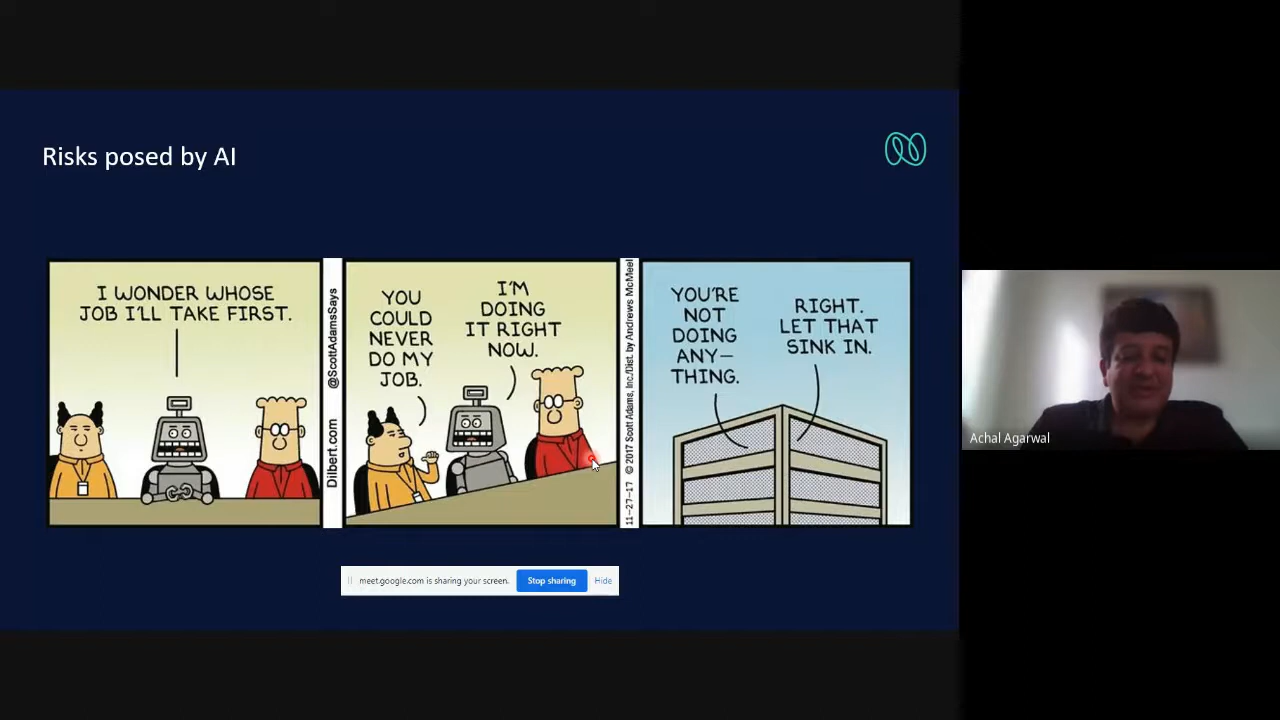 Risks posed by AI
I WONDER WHOSE
JOB I'LL TAKE FIRST.
Dilbert.com @ScottAdamsSays
YOU
COULD
NEVER
DO MY
JOB.
I'M
DOING
IT RIGHT
NOW.
11-27-17 © 2017 Scott Adams, Inc./Dist. by Andrews McMeel
YOU'RE
NOT
DOING
ANY—
THING.
RIGHT.
LET THAT
SINK IN.
meet.google.com is sharing your screen. Stop sharing Hide
Achal Agarwal